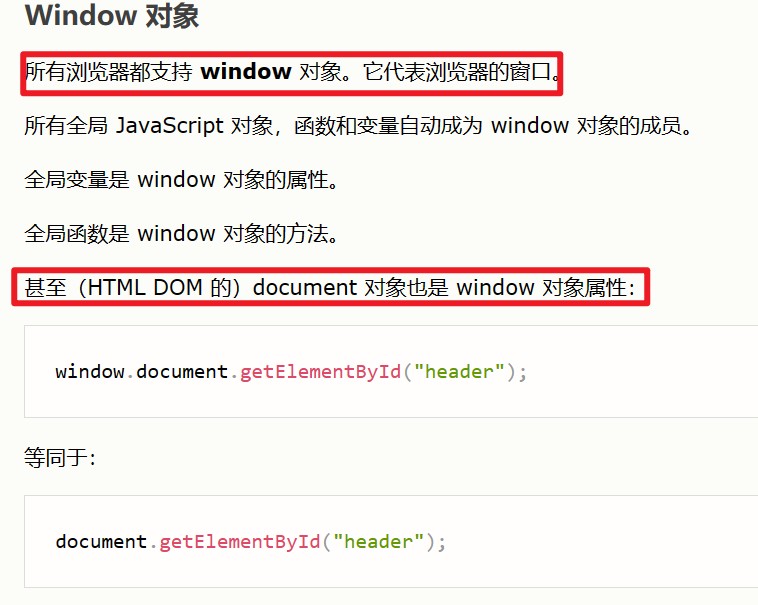 Window 对象
所有浏览器都支持 window 对象。它代表浏览器的窗口。
所有全局 JavaScript 对象，函数和变量自动成为 window 对象的成员。
全局变量是 window 对象的属性。
全局函数是 window 对象的方法。
甚至（HTML DOM 的）document 对象也是 window 对象属性：
window.document.getElementById("header");
等同于：
document.getElementById("header");